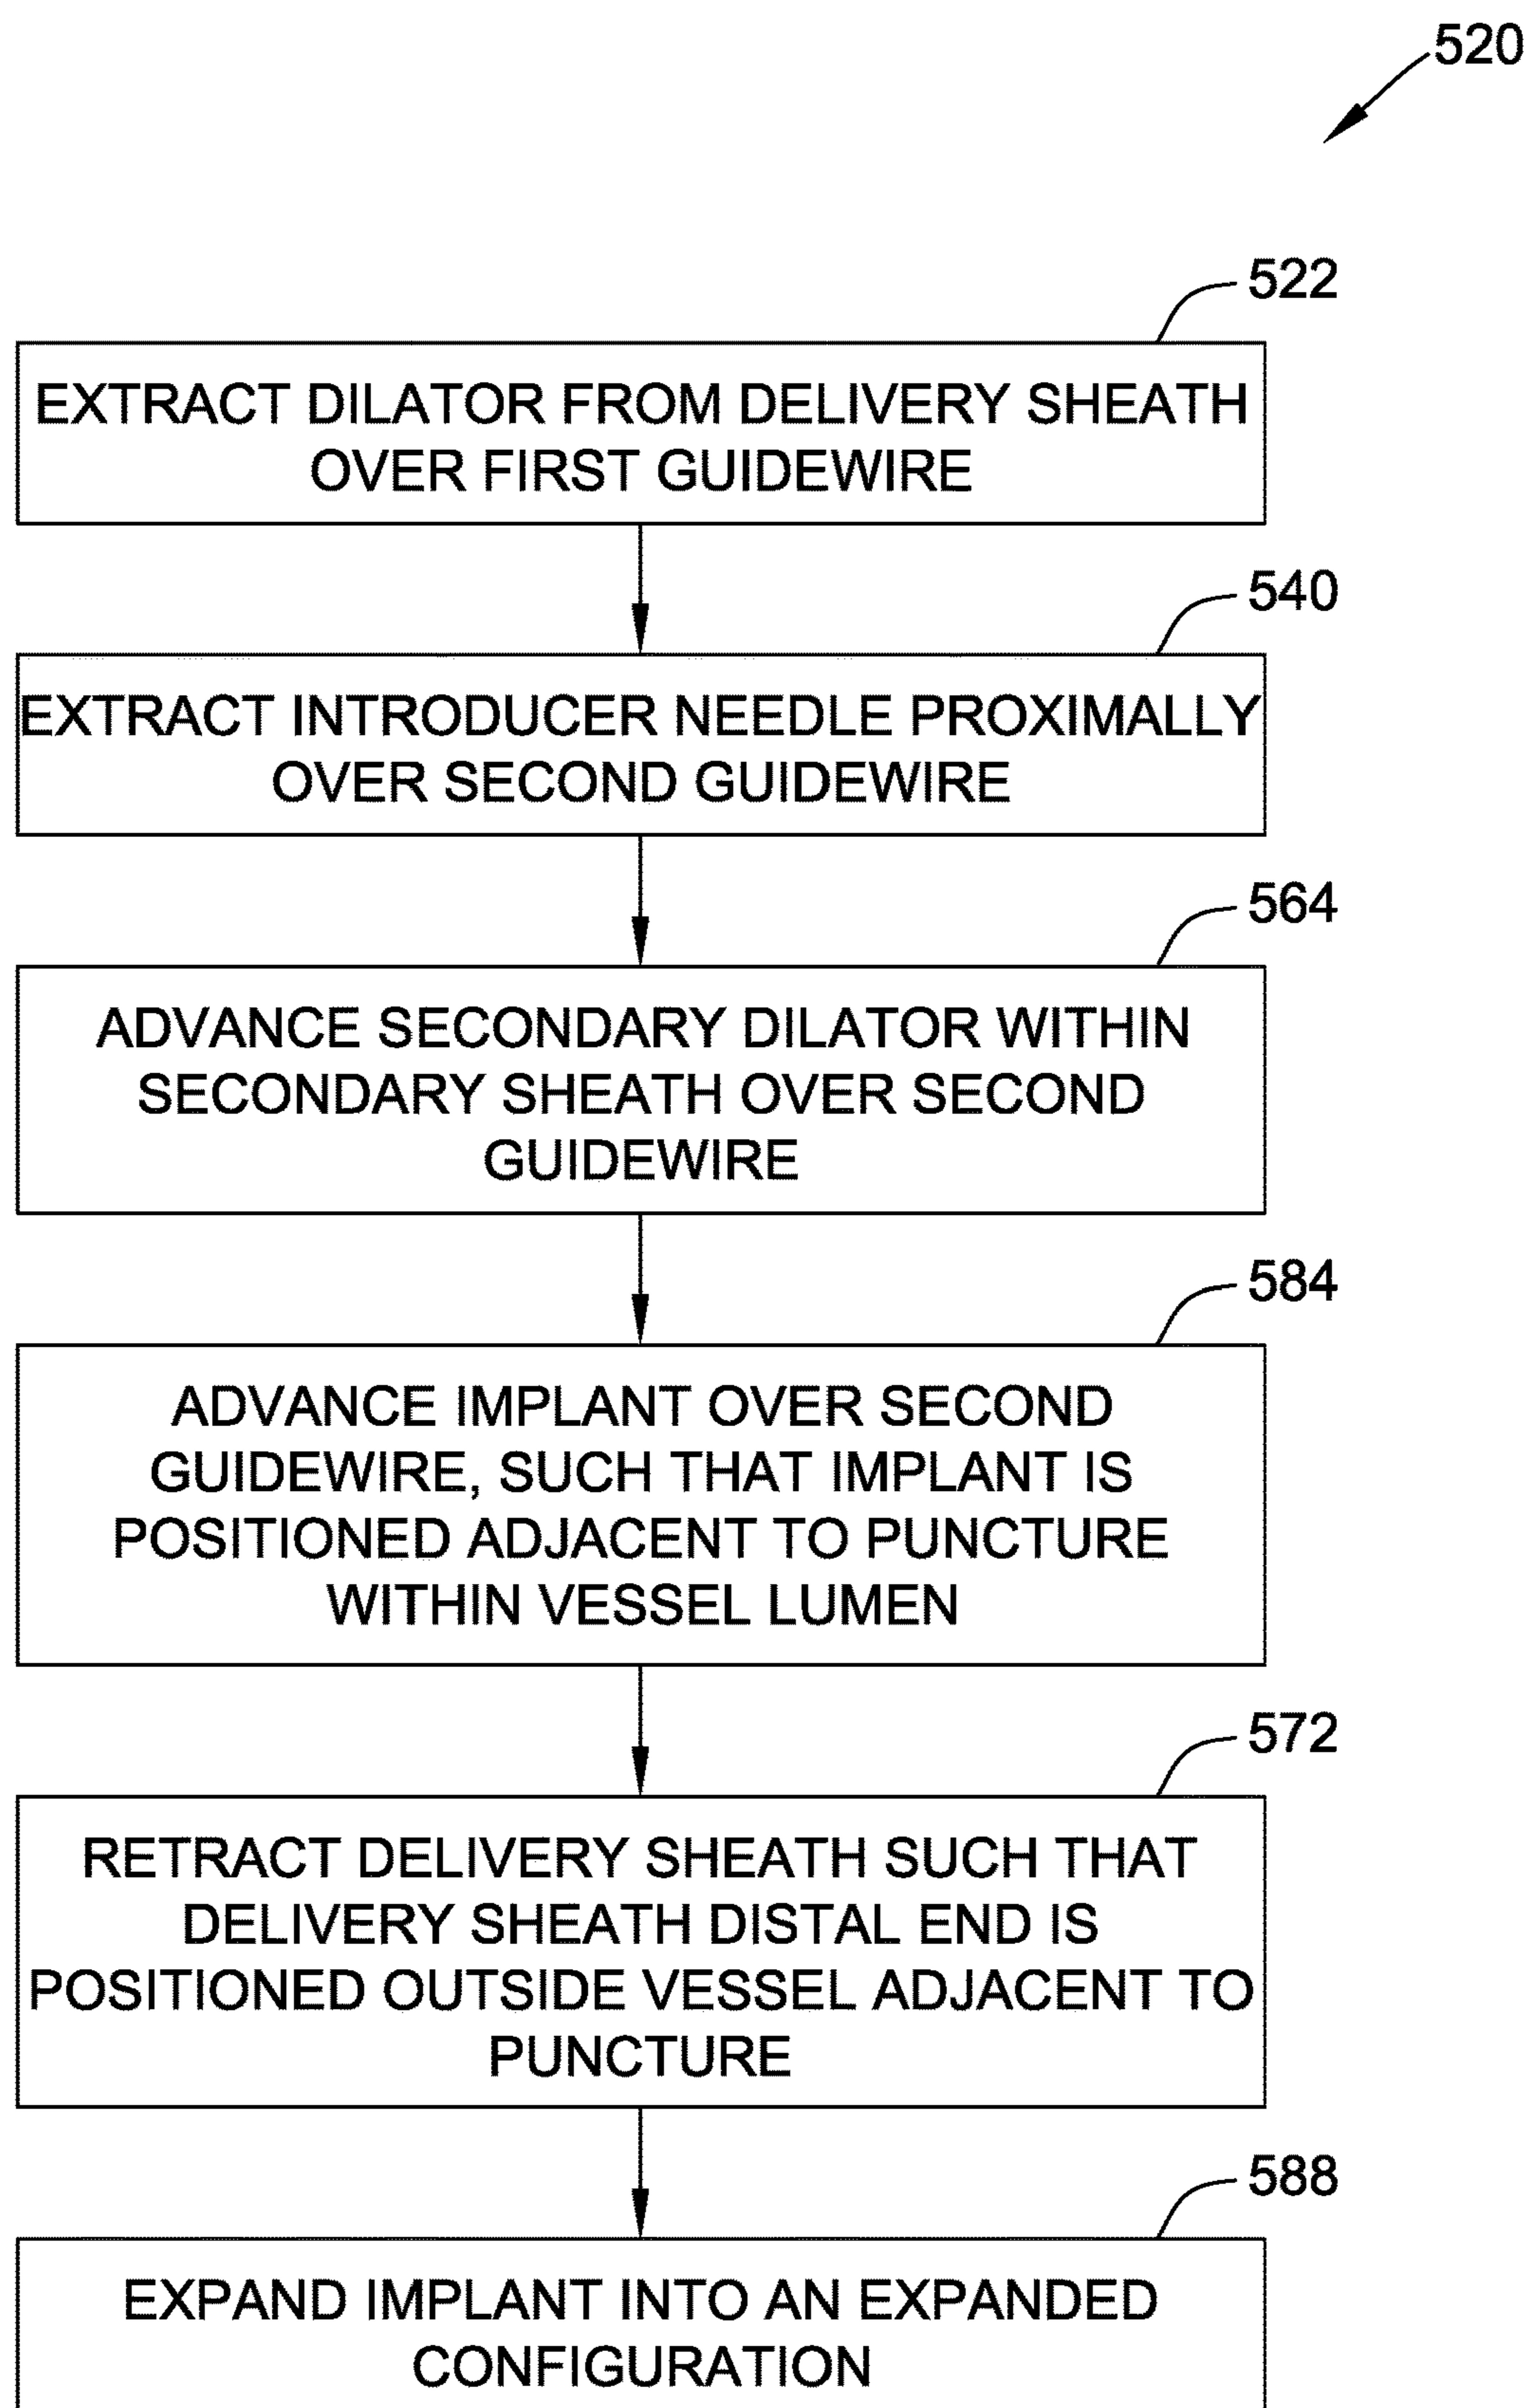 520
522
EXTRACT DILATOR FROM DELIVERY SHEATH
OVER FIRST GUIDEWIRE
540
EXTRACT INTRODUCER NEEDLE PROXIMALLY
OVER SECOND GUIDEWIRE
564
ADVANCE SECONDARY DILATOR WITHIN
SECONDARY SHEATH OVER SECOND
GUIDEWIRE
584
ADVANCE IMPLANT OVER SECOND
GUIDEWIRE, SUCH THAT IMPLANT IS
POSITIONED ADJACENT TO PUNCTURE
WITHIN VESSEL LUMEN
572
RETRACT DELIVERY SHEATH SUCH THAT
DELIVERY SHEATH DISTAL END IS
POSITIONED OUTSIDE VESSEL ADJACENT TO
PUNCTURE
588
EXPAND IMPLANT INTO AN EXPANDED
CONFIGURATION